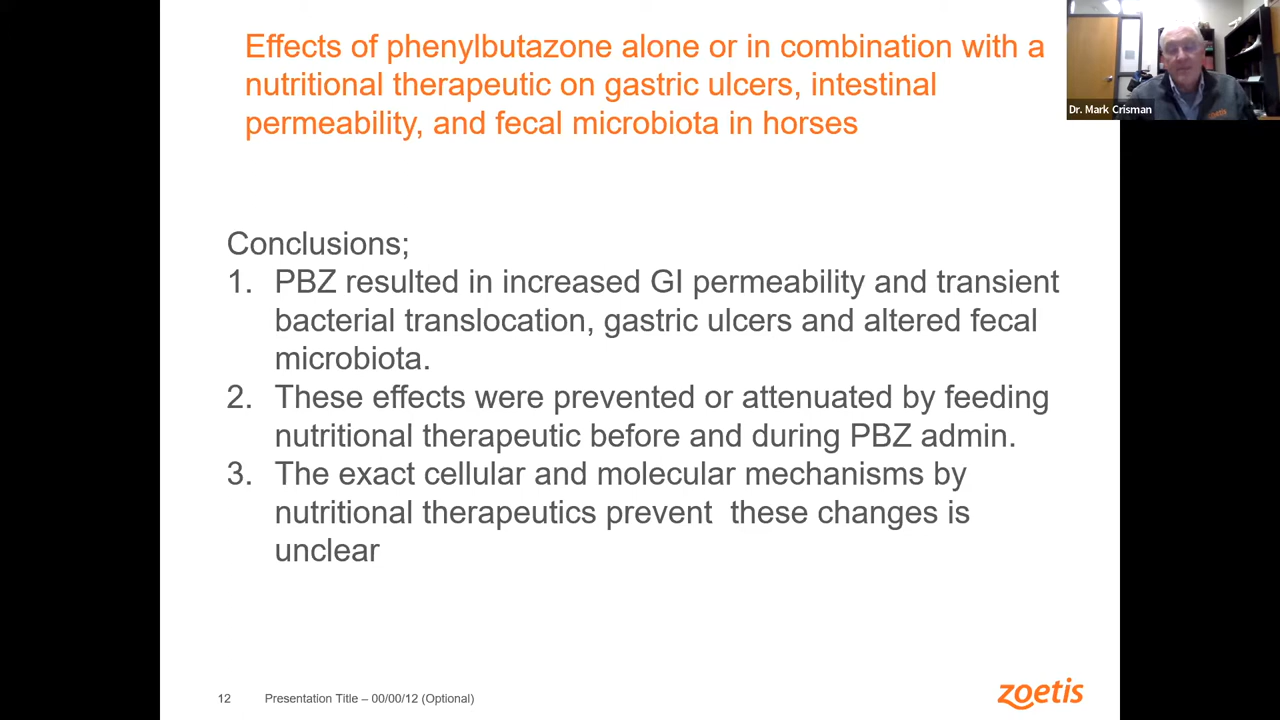 Effects of phenylbutazone alone or in combination with a
nutritional therapeutic on gastric ulcers, intestinal
permeability, and fecal microbiota in horses
Dr. Mark Crisman
Conclusions;
1. PBZ resulted in increased GI permeability and transient
bacterial translocation, gastric ulcers and altered fecal
microbiota.
2. These effects were prevented or attenuated by feeding
nutritional therapeutic before and during PBZ admin.
3. The exact cellular and molecular mechanisms by
nutritional therapeutics prevent  these changes is
unclear
12 Presentation Title – 00/00/12 (Optional)
zoetis